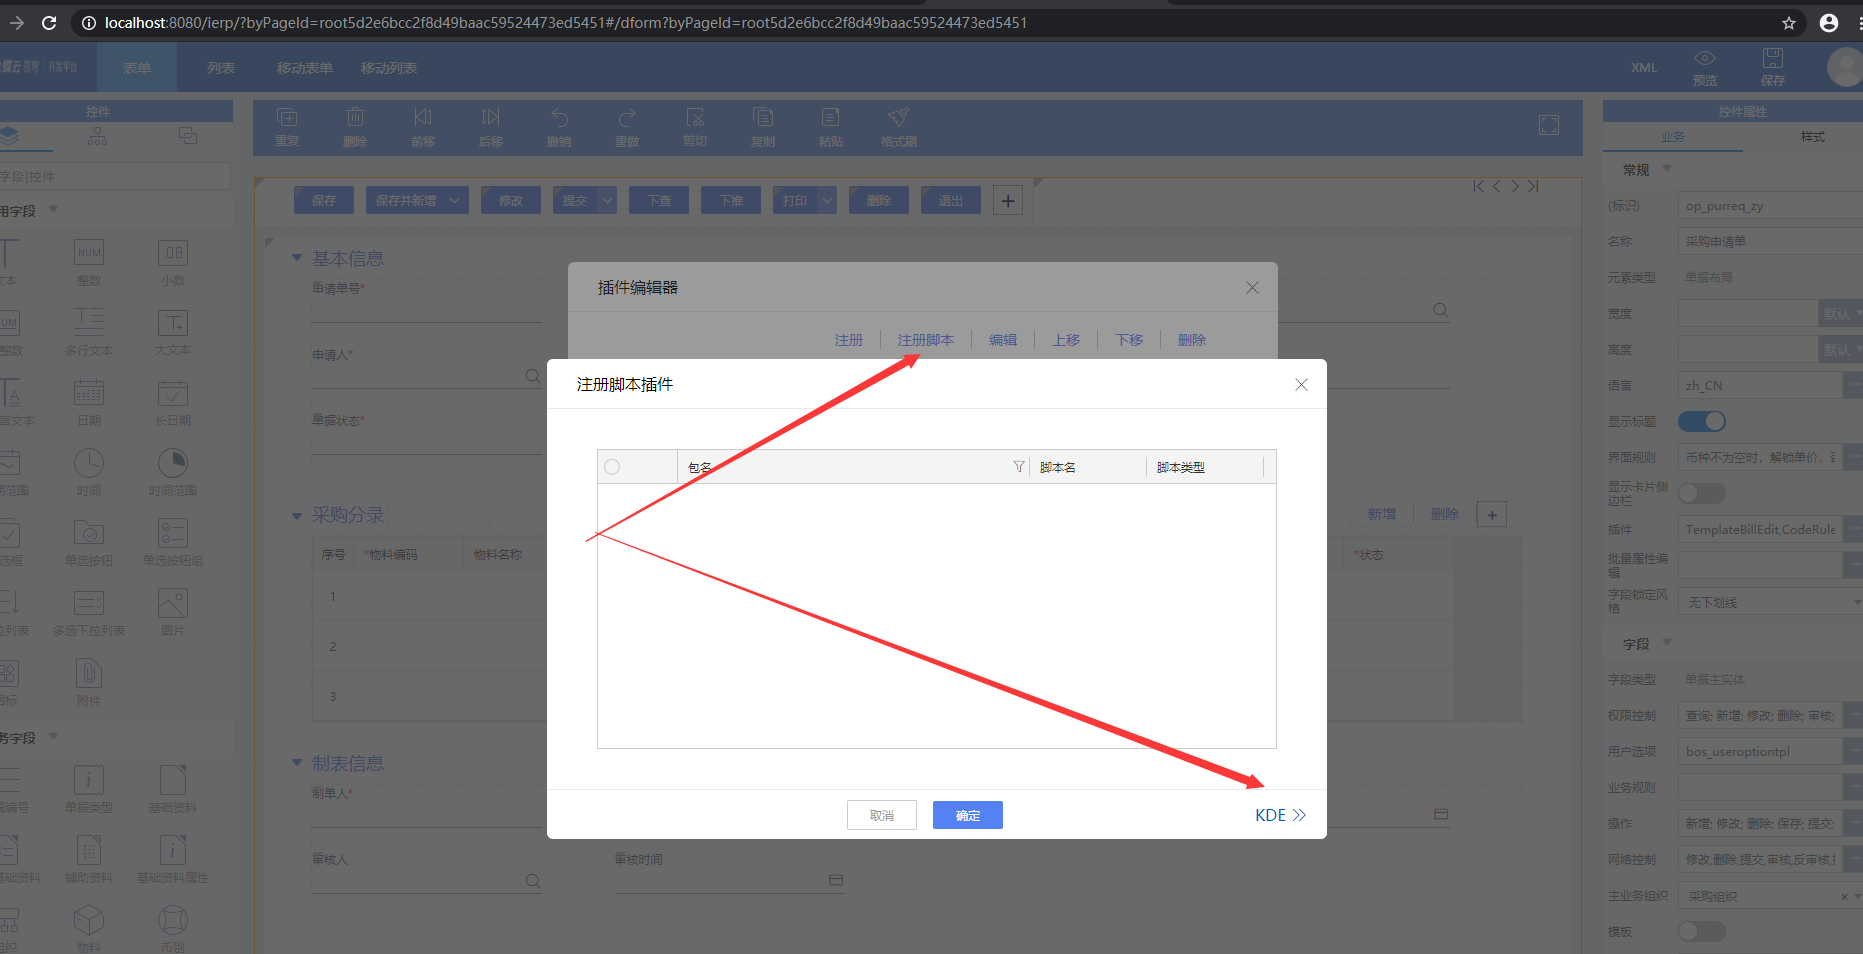 localhost:8080/ierp/?byPageId=root5d2e6bcc2f8d49baac59524473ed5451#/dform?byPageId=root5d2e6bcc2f8d49baac59524473ed5451
表单 列表 移动表单 移动列表 XML 预览 保存
控件
字段|控件
用字段
文本 整数 小数
整数 多行文本 大文本
言文本 日期 长日期
期范围 时间 时间范围
选框 单选按钮 单选按钮组
拉列表 多选下拉列表 图片
图标 附件
务字段
据编号 单据类型 基础资料
基础资料 辅助资料 基础资料属性
组织 物料 币别
重复 删除 前移 后移 撤销 重做 剪切 复制 粘贴 格式刷
保存 保存并新增 修改 提交 下查 下推 打印 删除 退出 +
基本信息
申请单号*
申请人*
单据状态*
采购分录
新增 删除 +
序号 *物料编码 物料名称 *状态
1
2
3
制表信息
制单人*
审核人 审核时间
插件编辑器
注册 注册脚本 编辑 上移 下移 删除
注册脚本插件
包名 脚本名 脚本类型
取消 确定 KDE
控件属性
业务 样式
常规
(标识) op_purreq_zy
名称 采购申请单
元素类型 单据布局
宽度 默认
高度 默认
语言 zh_CN
显示标题
界面规则 币种不为空时，解锁单价，
显示卡片侧
边栏
插件 TemplateBillEdit,CodeRule
批量属性编
辑
字段锁定风
格 无下划线
字段
字段类型 单据主实体
权限控制 查询; 新增; 修改; 删除; 审核;
用户选项 bos_useroptiontpl
业务规则
操作 新增; 修改; 删除; 保存; 提交;
网络控制 修改,删除,提交,审核,反审核,
主业务组织 采购组织
模板